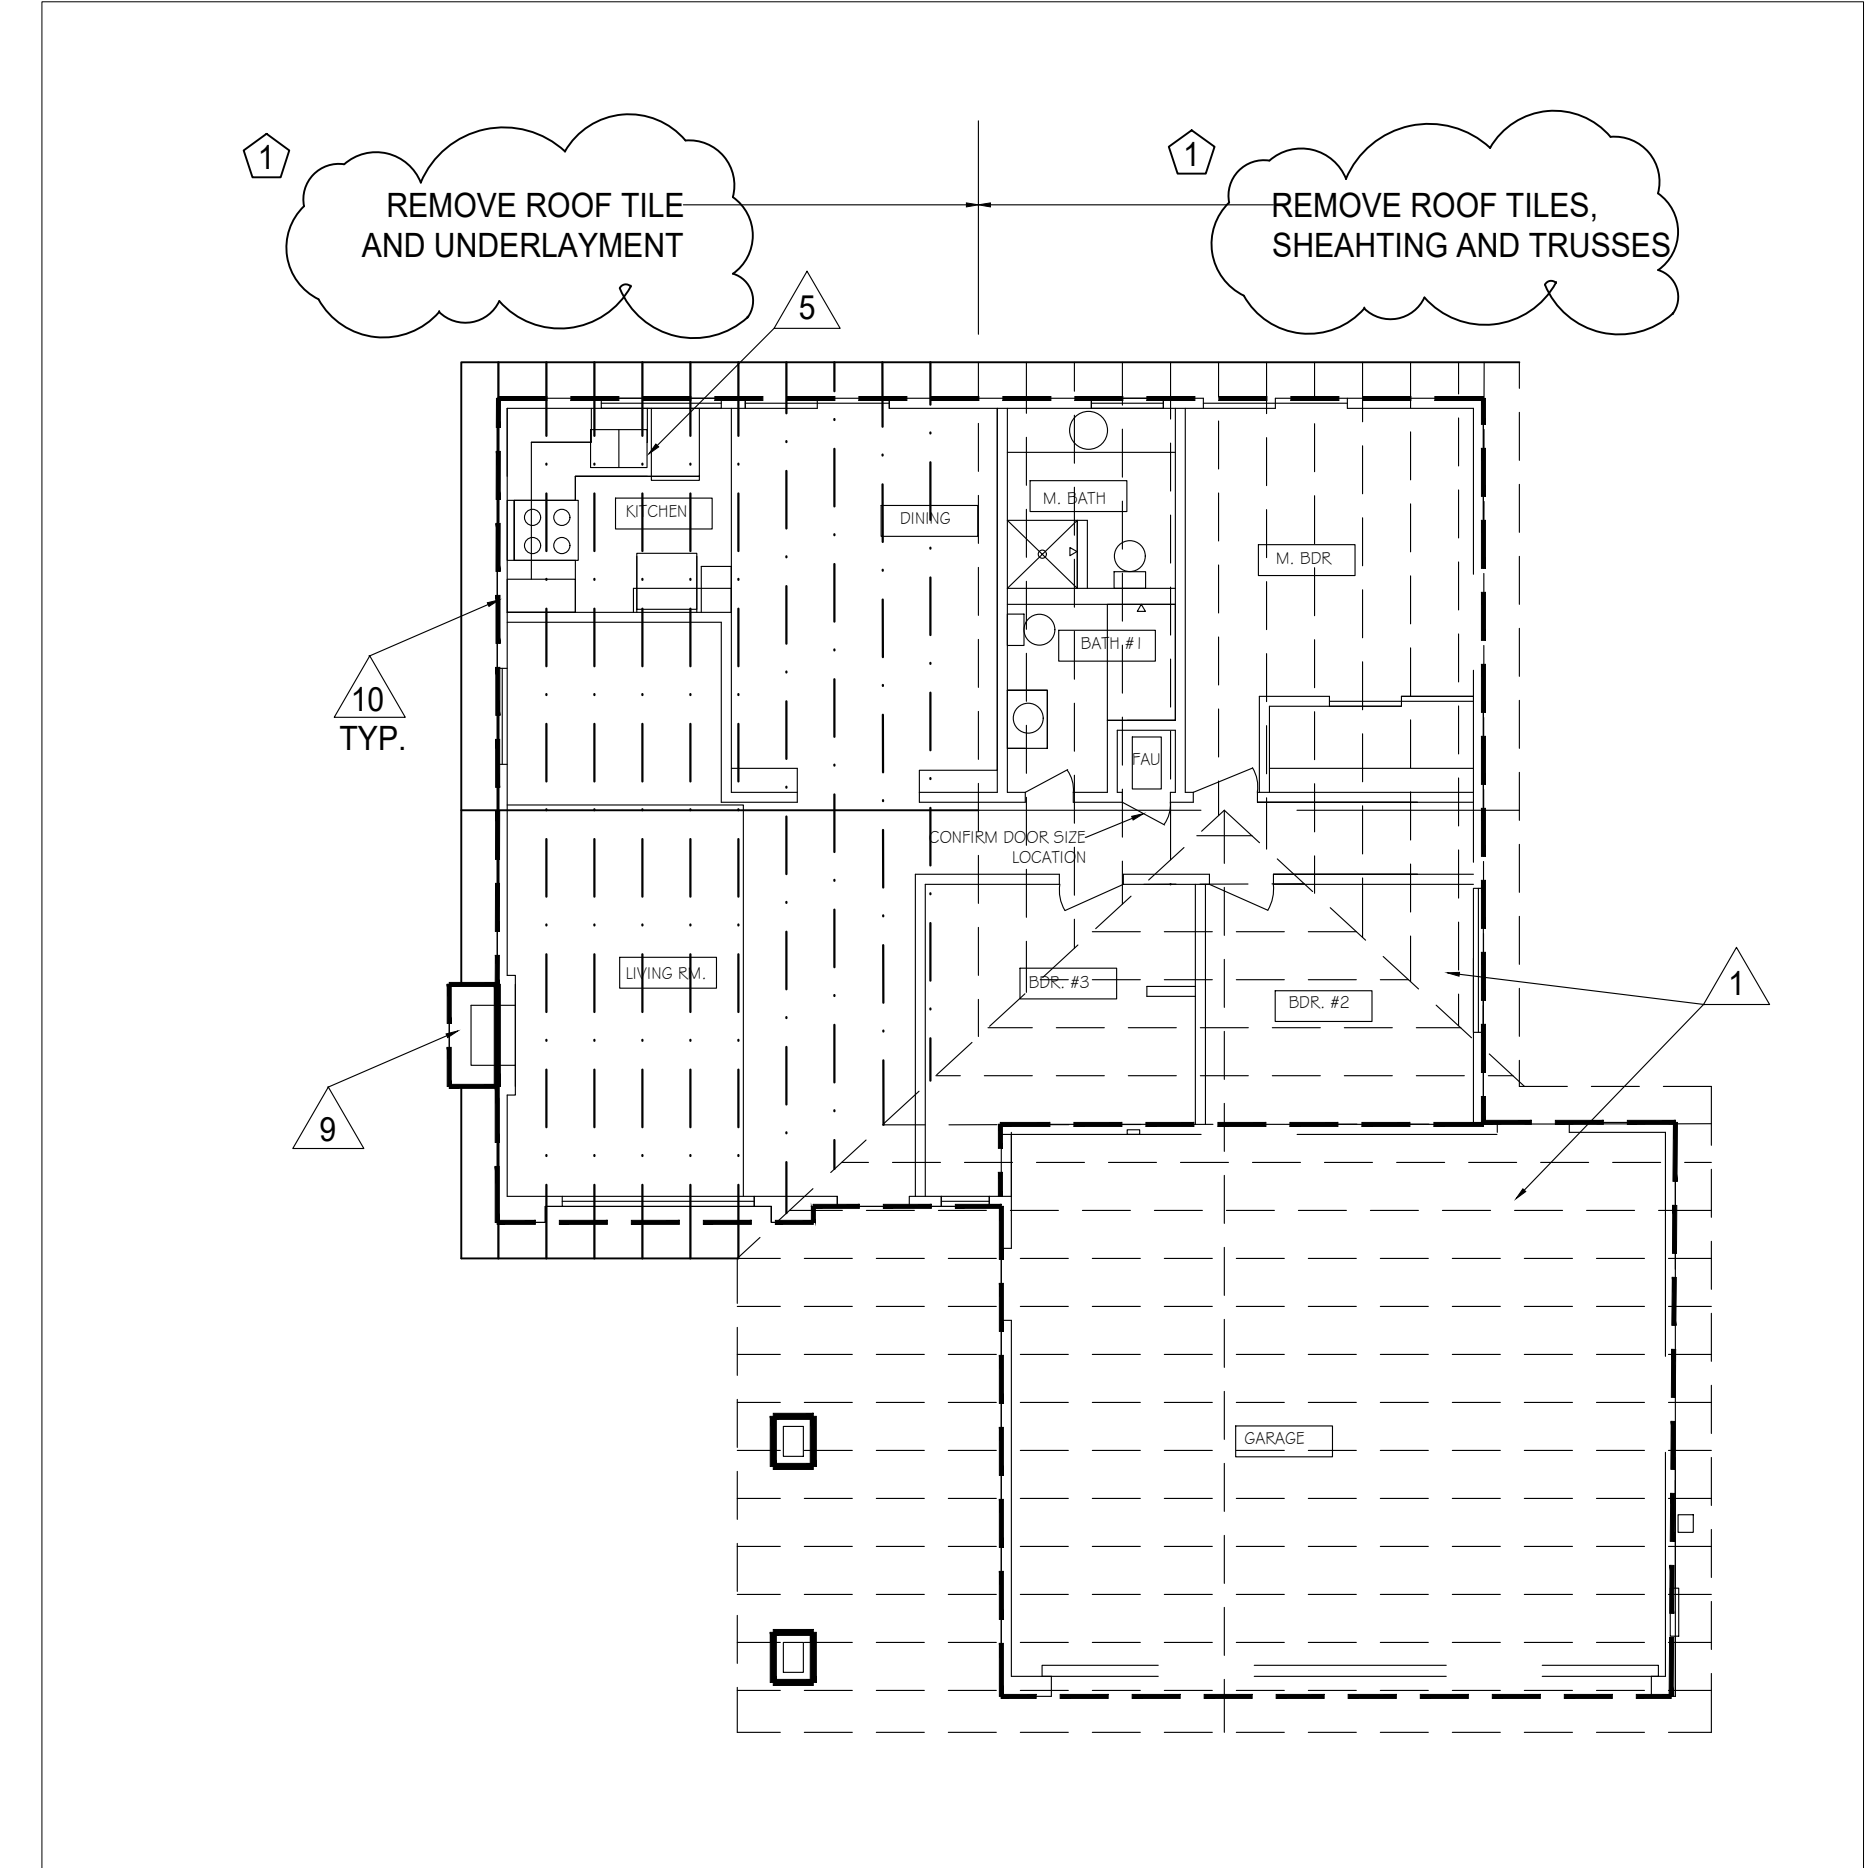 1
REMOVE ROOF TILE
AND UNDERLAYMENT
1
REMOVE ROOF TILES,
SHEAHTING AND TRUSSES
5
KITCHEN
DINING
M. BATH
M. BDR
BATH #1
10
TYP.
FAU
CONFIRM DOOR SIZE
LOCATION
LIVING RM.
BDR. #3
BDR. #2
1
9
GARAGE